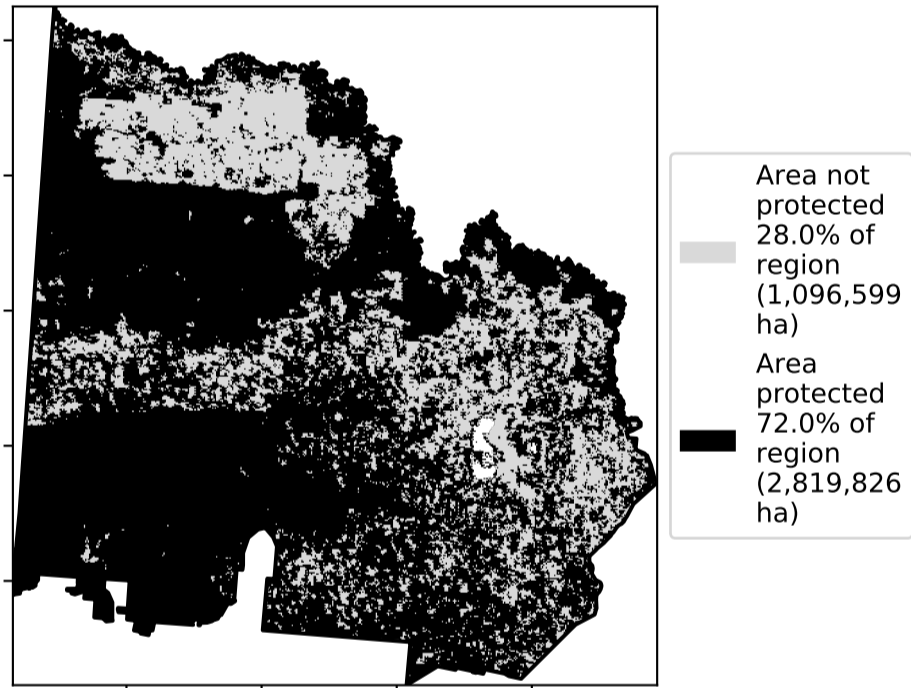 Area not
protected
28.0% of
region
(1,096,599
ha)
Area
protected
72.0% of
region
(2,819,826
ha)